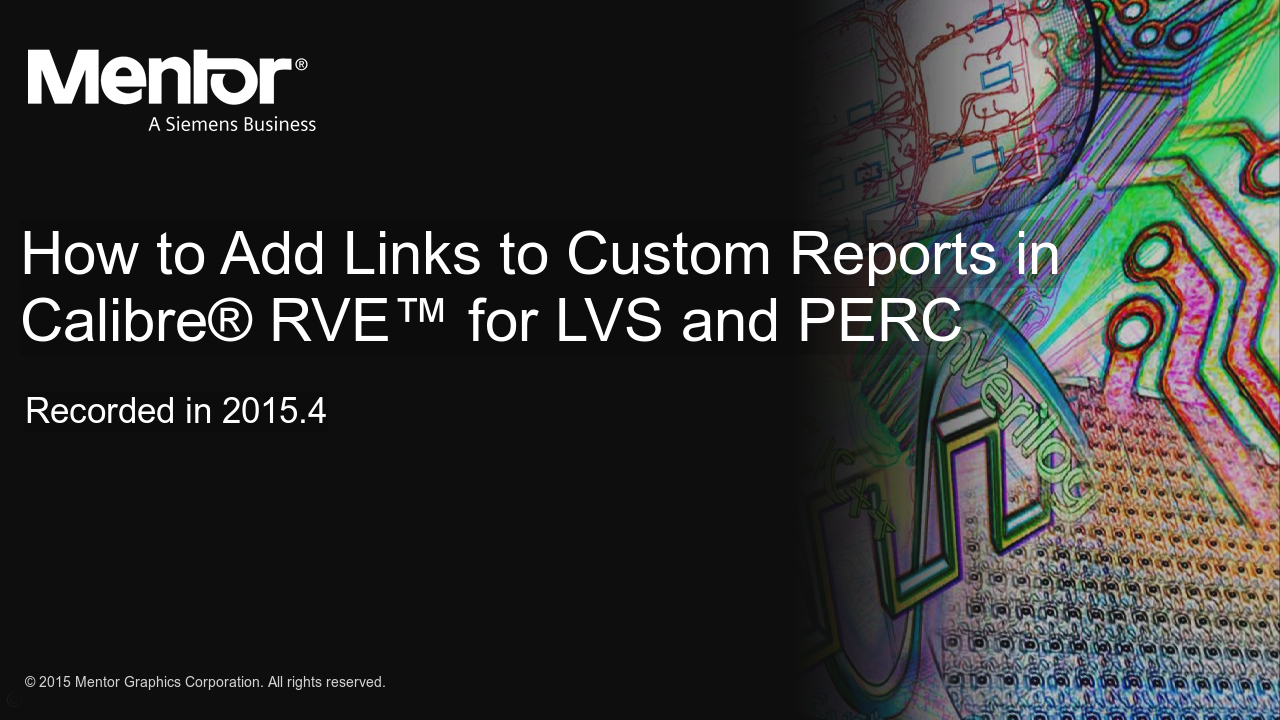 Mentor®
A Siemens Business
How to Add Links to Custom Reports in
Calibre® RVE™ for LVS and PERC
Recorded in 2015.4
nVerilog
C++
© 2015 Mentor Graphics Corporation. All rights reserved.